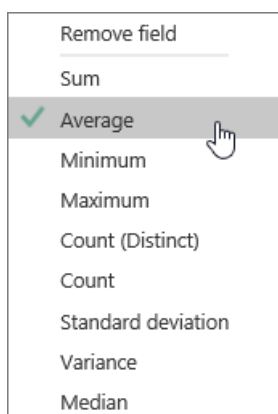 Remove field
Sum
Average
Minimum
Maximum
Count (Distinct)
Count
Standard deviation
Variance
Median